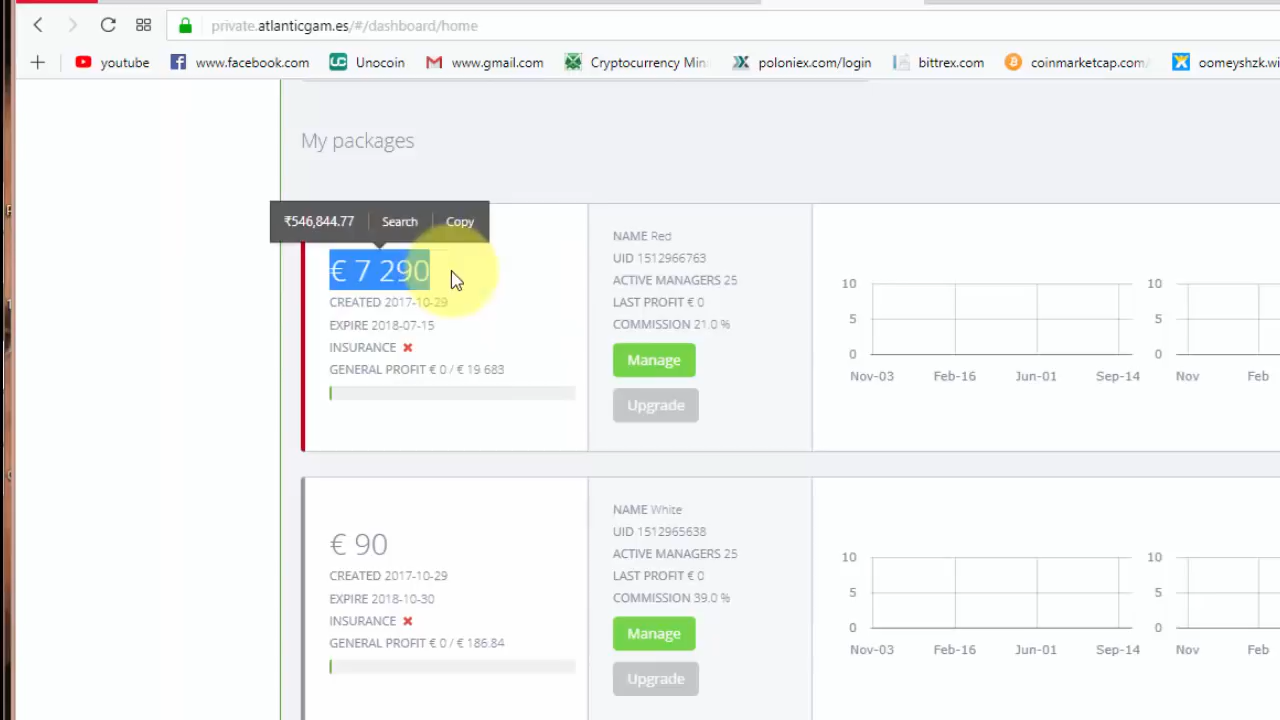 private.atlanticgam.es/#/dashboard/home
youtube
www.facebook.com
Unocoin
www.gmail.com
Cryptocurrency Min
poloniex.com/login
bittrex.com
coinmarketcap.com/
oomeyshzk.wi
My packages
₹546,844.77 Search Copy
€ 7 290
CREATED 2017-10-29
EXPIRE 2018-07-15
INSURANCE
GENERAL PROFIT € 0 / € 19 683
NAME Red
UID 1512966763
ACTIVE MANAGERS 25
LAST PROFIT € 0
COMMISSION 21.0 %
Manage
Upgrade
10
5
0
Nov-03 Feb-16 Jun-01 Sep-14
10
5
0
Nov Feb
€ 90
CREATED 2017-10-29
EXPIRE 2018-10-30
INSURANCE
GENERAL PROFIT € 0 / € 186.84
NAME White
UID 1512965638
ACTIVE MANAGERS 25
LAST PROFIT € 0
COMMISSION 39.0 %
Manage
Upgrade
10
5
0
Nov-03 Feb-16 Jun-01 Sep-14
10
5
0
Nov Feb